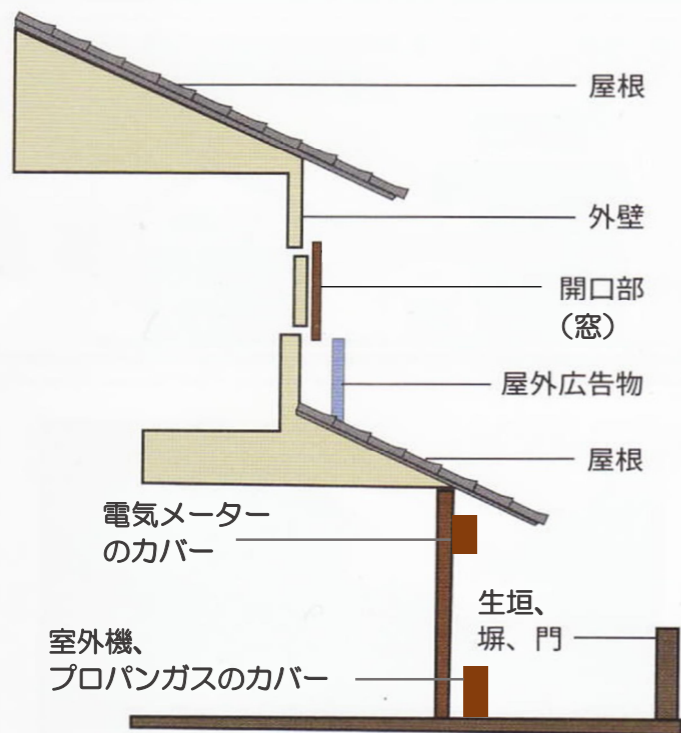 屋根
外壁
開口部
（窓）
屋外広告物
屋根
電気メーター
のカバー
生垣、
塀、門
室外機、
プロパンガスのカバー